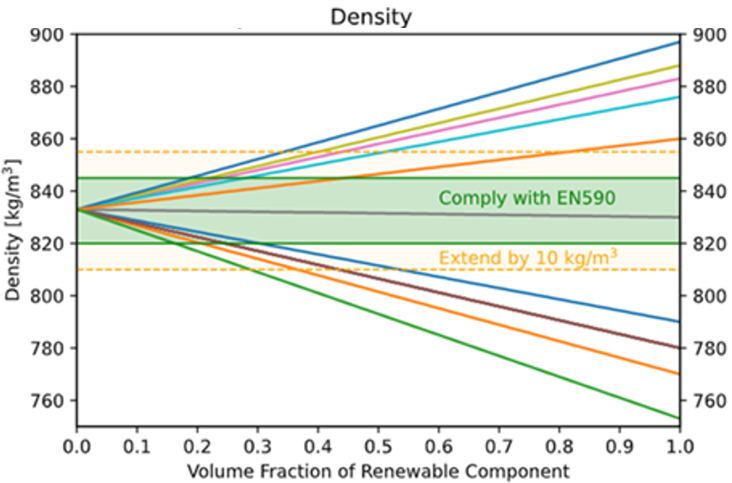 Density
900 900
880 880
860 860
840 840
820 820
800 800
780 780
760 760
Density [kg/m³]
Comply with EN590
Extend by 10 kg/m³
0.0 0.1 0.2 0.3 0.4 0.5 0.6 0.7 0.8 0.9 1.0
Volume Fraction of Renewable Component